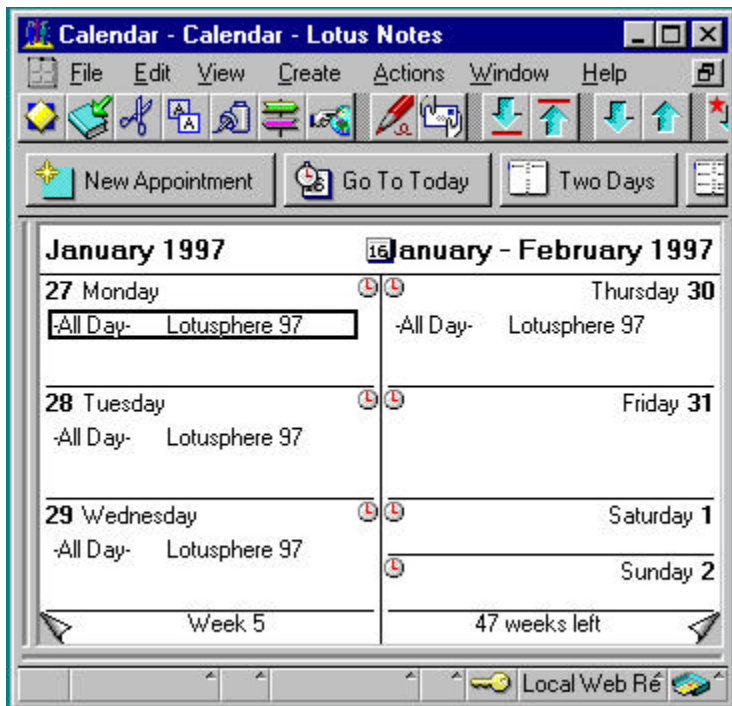 Calendar - Calendar - Lotus Notes
File Edit View Create Actions Window Help
New Appointment Go To Today Two Days
January 1997
16
January - February 1997
27 Monday
-All Day- Lotusphere 97
28 Tuesday
-All Day- Lotusphere 97
29 Wednesday
-All Day- Lotusphere 97
Week 5
Thursday 30
-All Day- Lotusphere 97
Friday 31
Saturday 1
Sunday 2
47 weeks left
Local Web Ré